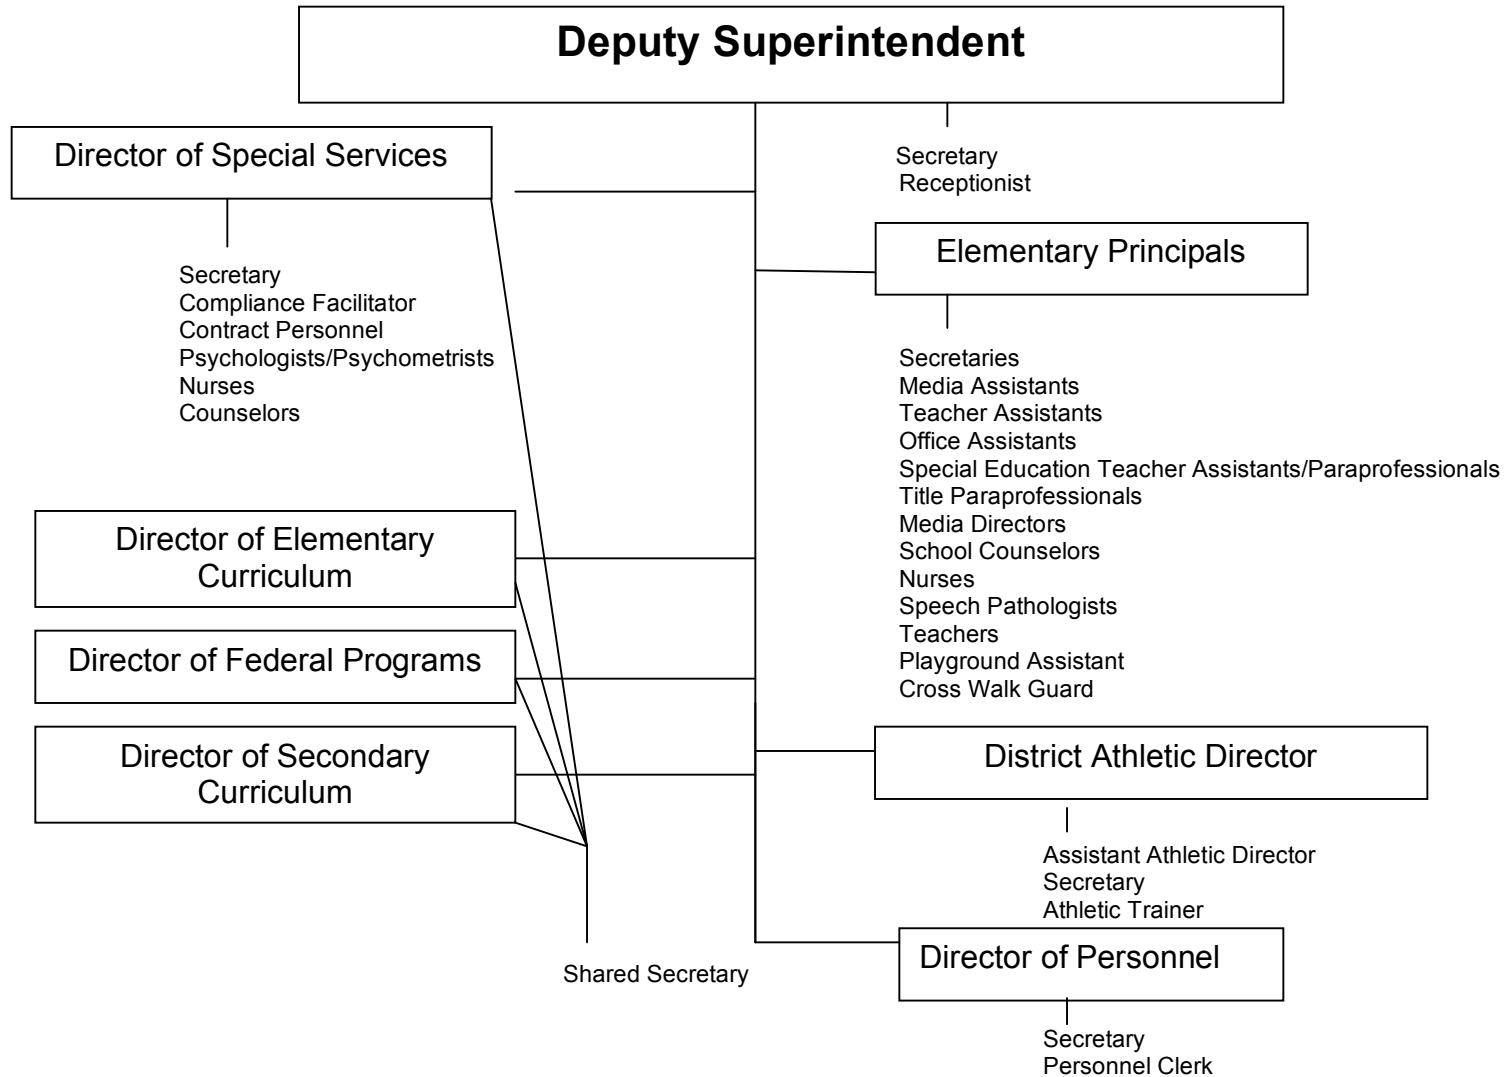 Deputy Superintendent
Director of Special Services
Secretary
Receptionist
Elementary Principals
Secretary
Compliance Facilitator
Contract Personnel
Psychologists/Psychometrists
Nurses
Counselors
Secretaries
Media Assistants
Teacher Assistants
Office Assistants
Special Education Teacher Assistants/Paraprofessionals
Title Paraprofessionals
Media Directors
School Counselors
Nurses
Speech Pathologists
Teachers
Playground Assistant
Cross Walk Guard
Director of Elementary
Curriculum
Director of Federal Programs
Director of Secondary
Curriculum
District Athletic Director
Assistant Athletic Director
Secretary
Athletic Trainer
Shared Secretary
Director of Personnel
Secretary
Personnel Clerk